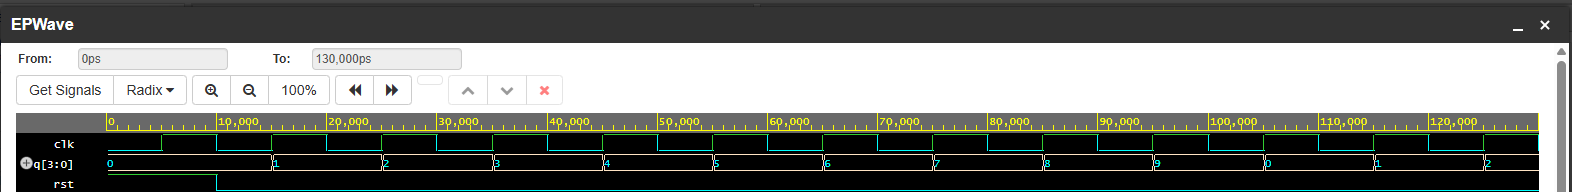 EPWave
From: 0ps To: 130,000ps
Get Signals Radix 100%
0 10,000 20,000 30,000 40,000 50,000 60,000 70,000 80,000 90,000 100,000 110,000 120,000
clk
q[3:0] 0 1 2 3 4 5 6 7 8 9 0 1 2
rst